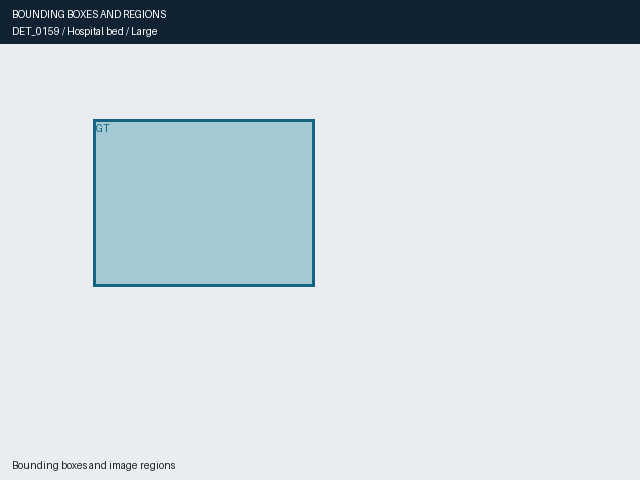 BOUNDING BOXES AND REGIONS
DET_0159 / Hospital bed / Large
GT
Bounding boxes and image regions